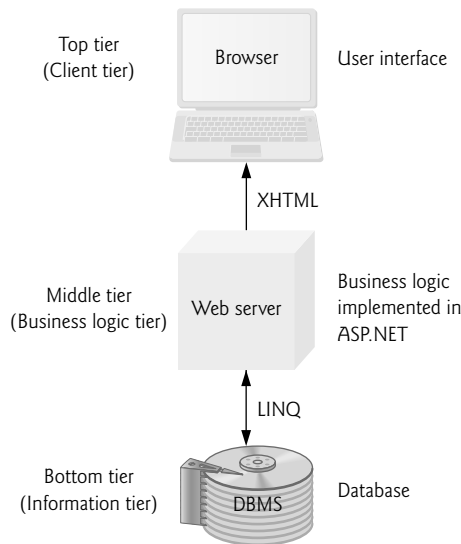 Top tier
(Client tier)
Browser
User interface
XHTML
Middle tier
(Business logic tier)
Web server
Business logic
implemented in
ASP.NET
LINQ
Bottom tier
(Information tier)
DBMS
Database